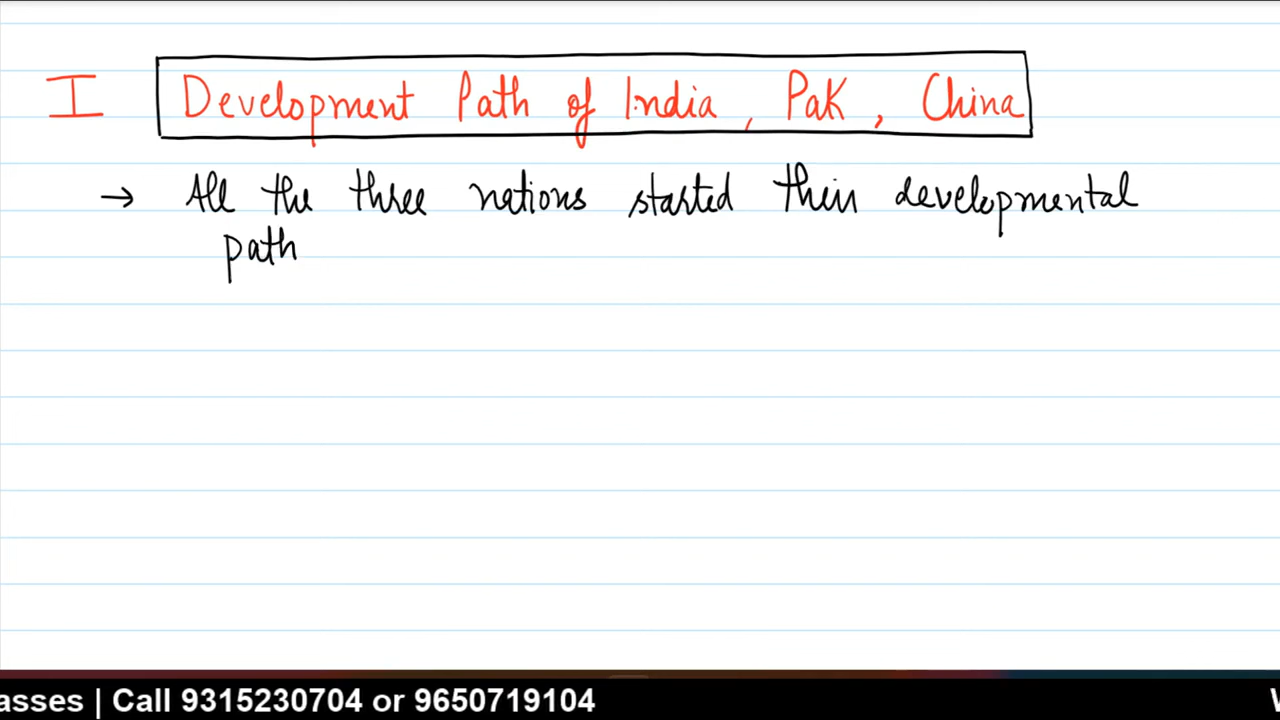 I Development Path of India, Pak, China
→ All the three nations started their developmental
path
asses | Call 9315230704 or 9650719104